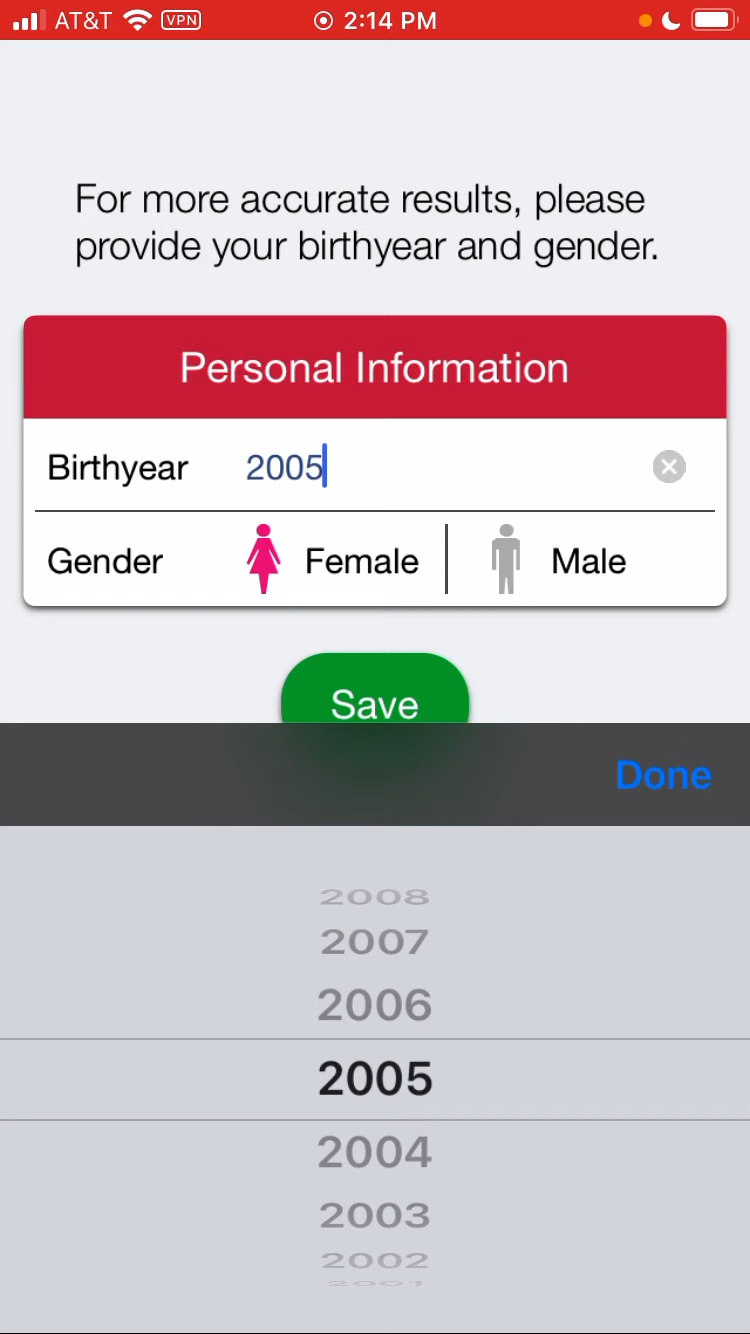 AT&T VPN 2:14 PM
For more accurate results, please
provide your birthyear and gender.
Personal Information
Birthyear 2005
Gender Female Male
Save
Done
2008
2007
2006
2005
2004
2003
2002
2001